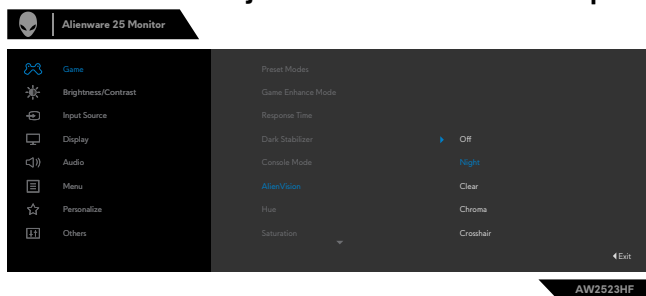 Alienware 25 Monitor
Game
Brightness/Contrast
Input Source
Display
Audio
Menu
Personalize
Others
Preset Modes
Game Enhance Mode
Response Time
Dark Stabilizer
Console Mode
AlienVision
Hue
Saturation
Off
Night
Clear
Chroma
Crosshair
Exit
AW2523HF